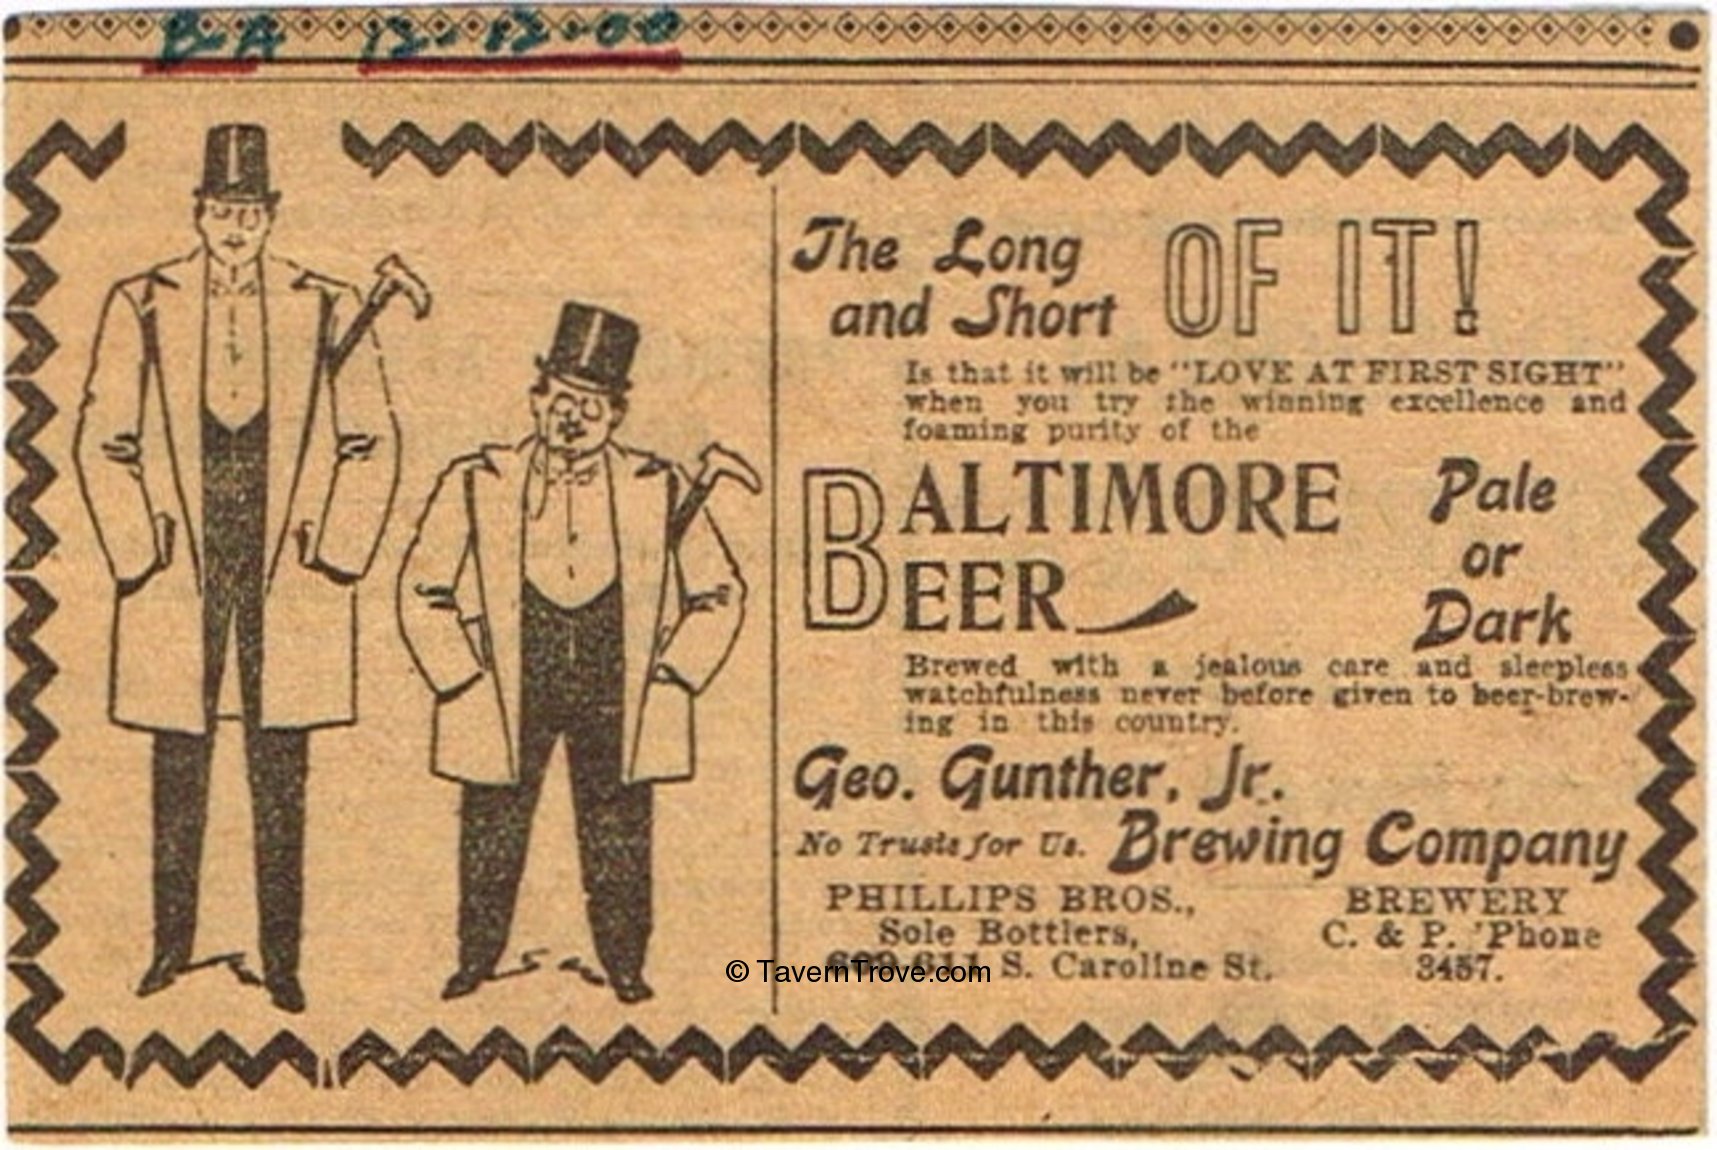 B-A 12-12-00
The Long
and Short OF IT!
Is that it will be "LOVE AT FIRST SIGHT"
when you try the winning excellence and
foaming purity of the
BALTIMORE
BEER
Pale
or
Dark
Brewed with a jealous care and sleepless
watchfulness never before given to beer-brew-
ing in this country.
Geo. Gunther, Jr.
No Trusts for Us. Brewing Company
PHILLIPS BROS.,
Sole Bottlers,
609-611 S. Caroline St.
BREWERY
C. & P. 'Phone
3457.
© TavernTrove.com